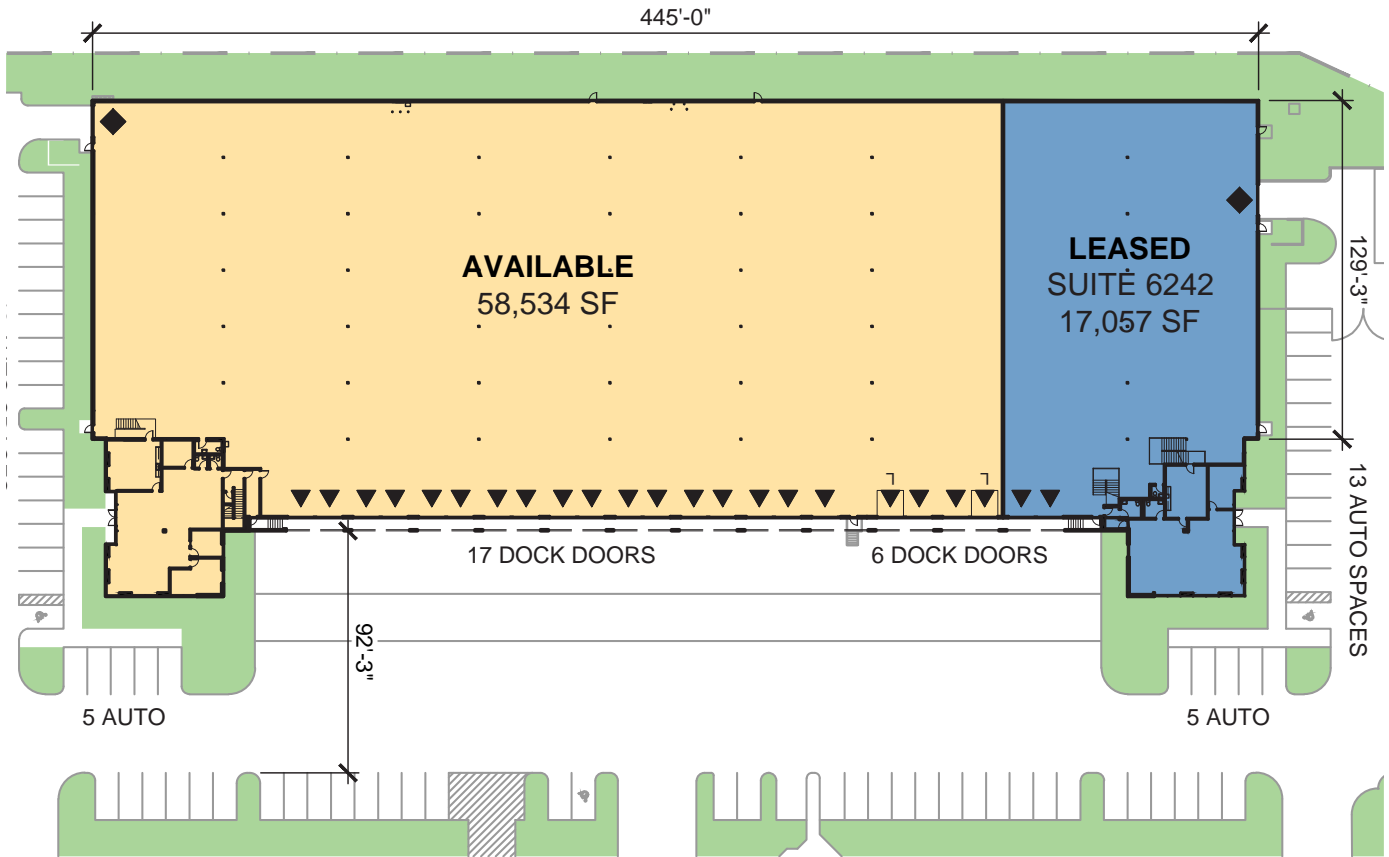 445'-0"
AVAILABLE
58,534 SF
LEASED
SUITE 6242
17,057 SF
129'-3"
17 DOCK DOORS
6 DOCK DOORS
13 AUTO SPACES
92'-3"
5 AUTO
5 AUTO